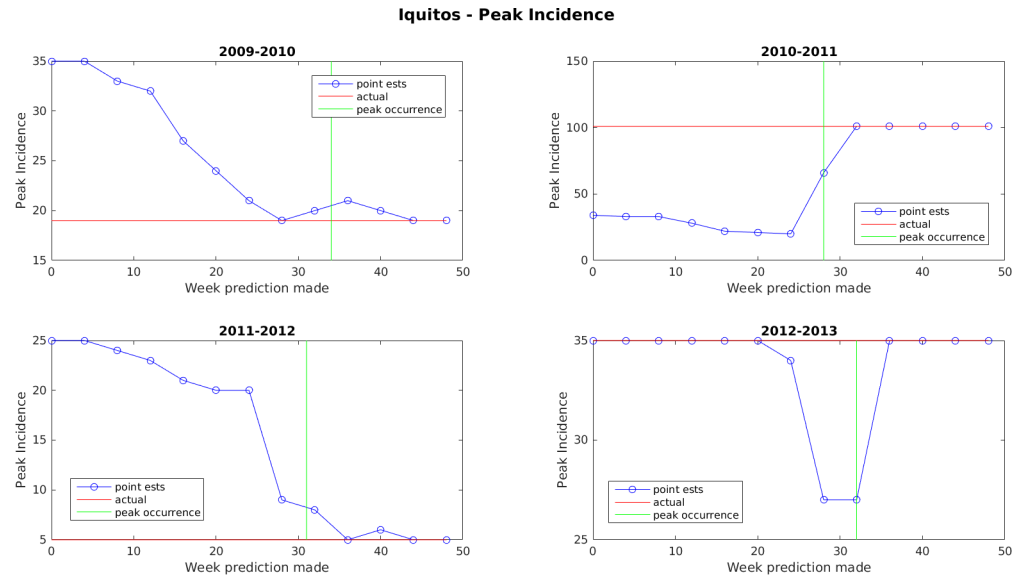 Iquitos - Peak Incidence
2009-2010
35
30
25
20
15
Peak Incidence
point ests
actual
peak occurrence
0 10 20 30 40 50
Week prediction made
2010-2011
150
100
50
0
Peak Incidence
point ests
actual
peak occurrence
0 10 20 30 40 50
Week prediction made
2011-2012
25
20
15
10
5
Peak Incidence
point ests
actual
peak occurrence
0 10 20 30 40 50
Week prediction made
2012-2013
35
30
25
Peak Incidence
point ests
actual
peak occurrence
0 10 20 30 40 50
Week prediction made